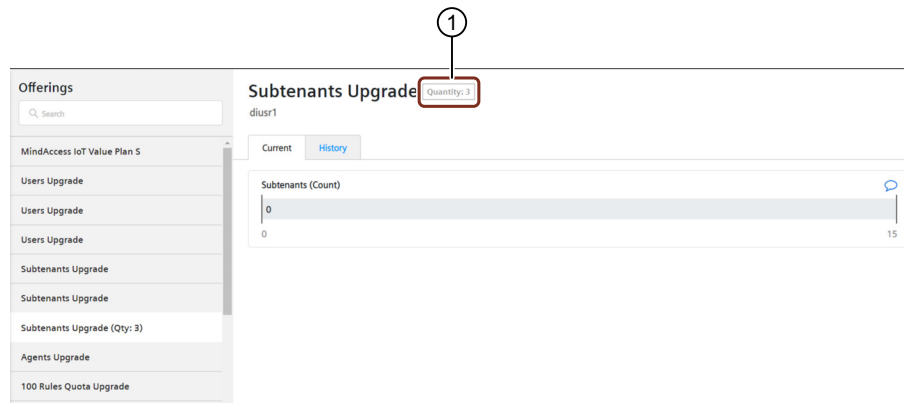 1
Offerings
Search
MindAccess IoT Value Plan S
Users Upgrade
Users Upgrade
Users Upgrade
Subtenants Upgrade
Subtenants Upgrade
Subtenants Upgrade (Qty: 3)
Agents Upgrade
100 Rules Quota Upgrade
Subtenants Upgrade Quantity: 3
diusr1
Current History
Subtenants (Count)
0
0 15